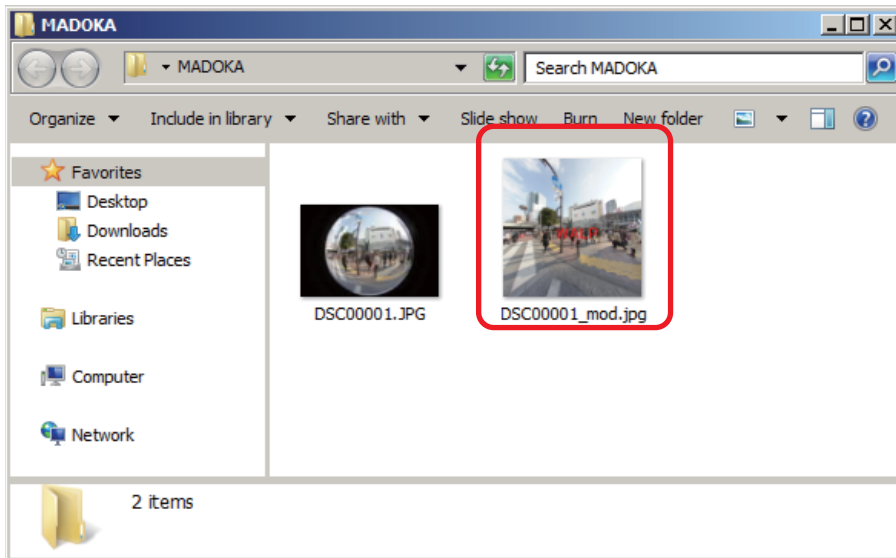 MADOKA
MADOKA
Search MADOKA
Organize Include in library Share with Slide show Burn New folder
Favorites
Desktop
Downloads
Recent Places
Libraries
Computer
Network
DSC00001.JPG
DSC00001_mod.jpg
2 items